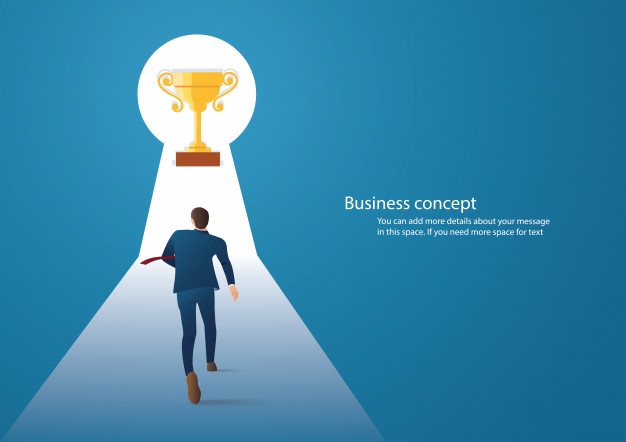 Business concept
You can add more details about your message
in this space. If you need more space for text